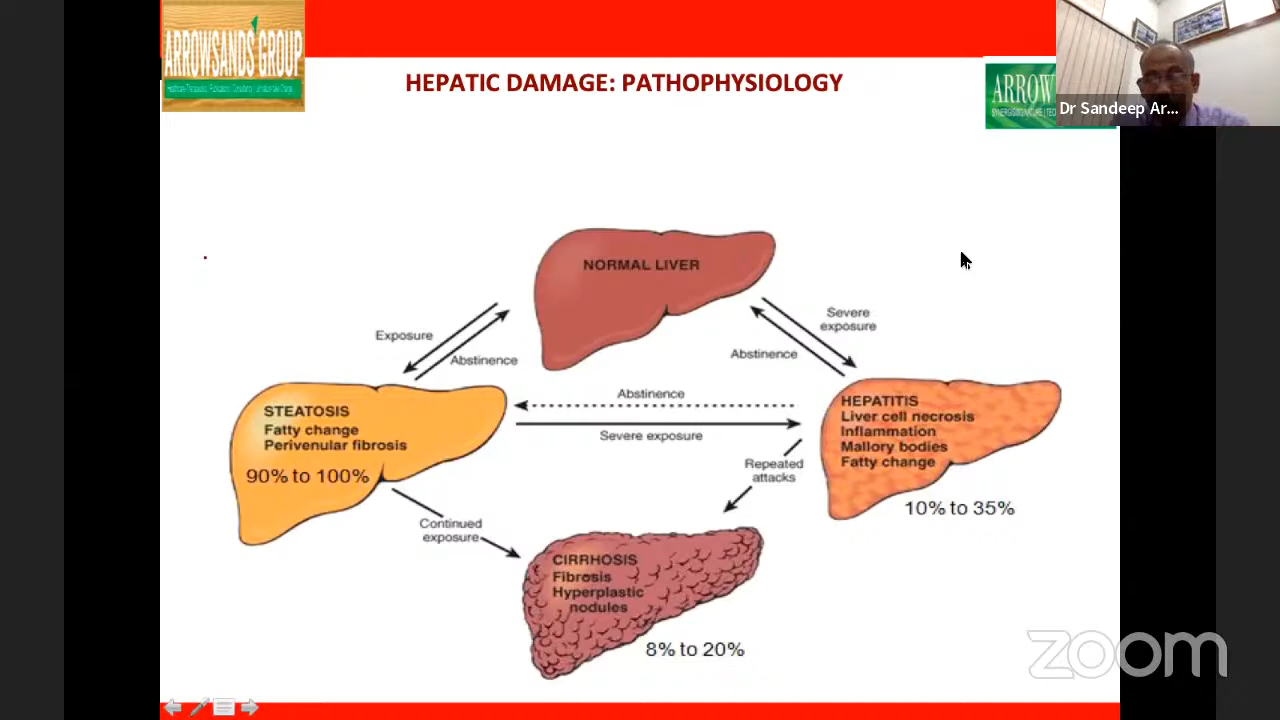 ARROWSANDS GROUP
HEPATIC DAMAGE: PATHOPHYSIOLOGY
ARROW
Dr Sandeep Ar...
NORMAL LIVER
Exposure
Abstinence
Severe
exposure
Abstinence
STEATOSIS
Fatty change
Perivenular fibrosis
90% to 100%
Abstinence
Severe exposure
HEPATITIS
Liver cell necrosis
Inflammation
Mallory bodies
Fatty change
10% to 35%
Repeated
attacks
Continued
exposure
CIRRHOSIS
Fibrosis
Hyperplastic
nodules
8% to 20%
zoom